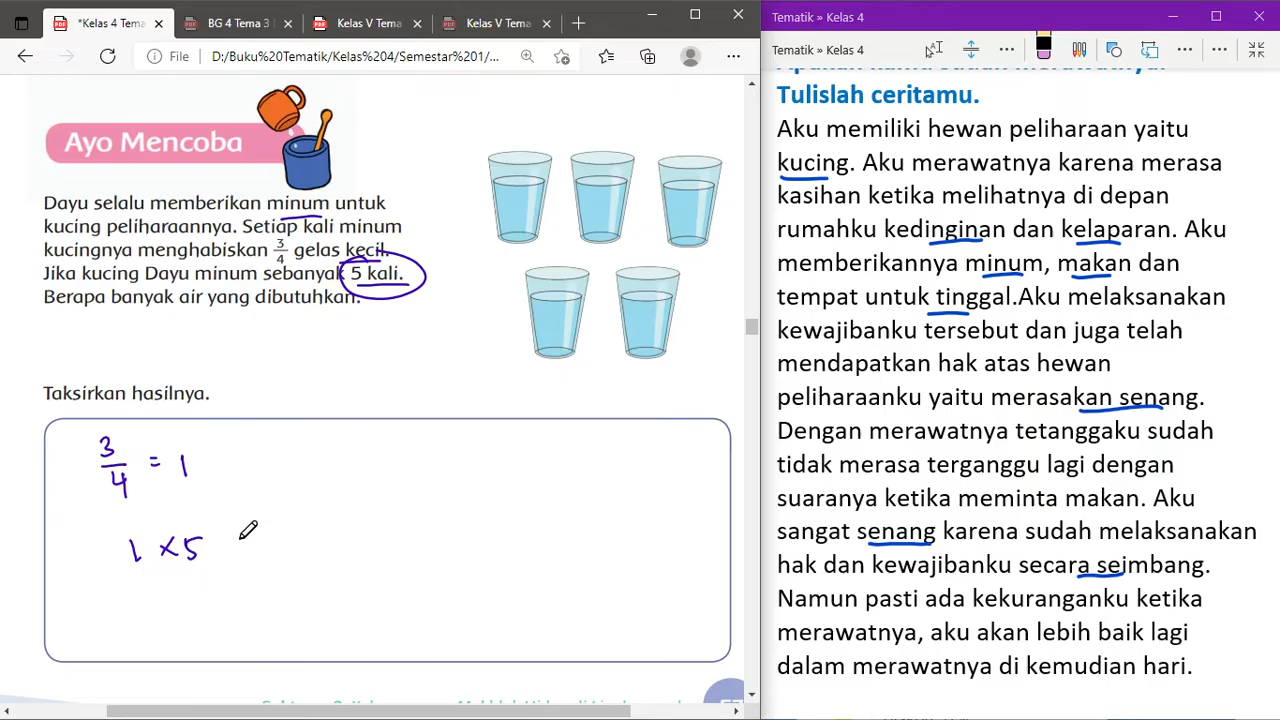 *Kelas 4 Tema
BG 4 Tema 3
Kelas V Tema
Kelas V Tema
File
D:/Buku%20Tematik/Kelas%204/Semestar%201/...
Ayo Mencoba
Dayu selalu memberikan minum untuk
kucing peliharaannya. Setiap kali minum
kucingnya menghabiskan 3/4 gelas kecil.
Jika kucing Dayu minum sebanyak 5 kali.
Berapa banyak air yang dibutuhkan.
Taksirkan hasilnya.
3/4 = 1
1 x 5
Tematik » Kelas 4
Tematik » Kelas 4
Tulislah ceritamu.
Aku memiliki hewan peliharaan yaitu
kucing. Aku merawatnya karena merasa
kasihan ketika melihatnya di depan
rumahku kedinginan dan kelaparan. Aku
memberikannya minum, makan dan
tempat untuk tinggal.Aku melaksanakan
kewajibanku tersebut dan juga telah
mendapatkan hak atas hewan
peliharaanku yaitu merasakan senang.
Dengan merawatnya tetanggaku sudah
tidak merasa terganggu lagi dengan
suaranya ketika meminta makan. Aku
sangat senang karena sudah melaksanakan
hak dan kewajibanku secara seimbang.
Namun pasti ada kekuranganku ketika
merawatnya, aku akan lebih baik lagi
dalam merawatnya di kemudian hari.